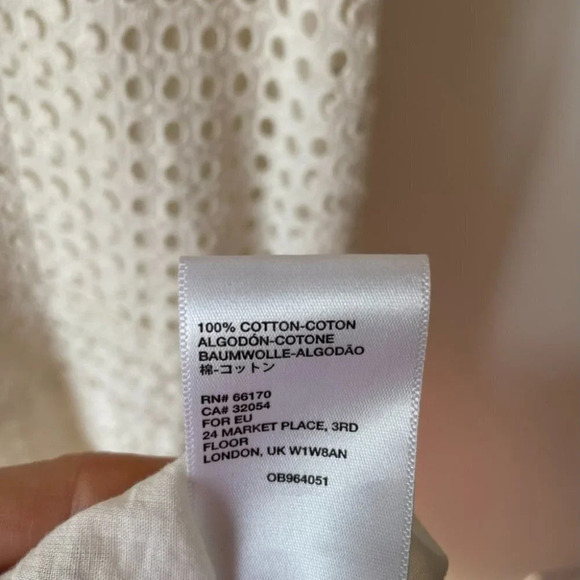 100% COTTON-COTON
ALGODÓN-COTONE
BAUMWOLLE-ALGODÃO
棉-コットン
RN# 66170
CA# 32054
FOR EU
24 MARKET PLACE, 3RD
FLOOR
LONDON, UK W1W8AN
OB964051